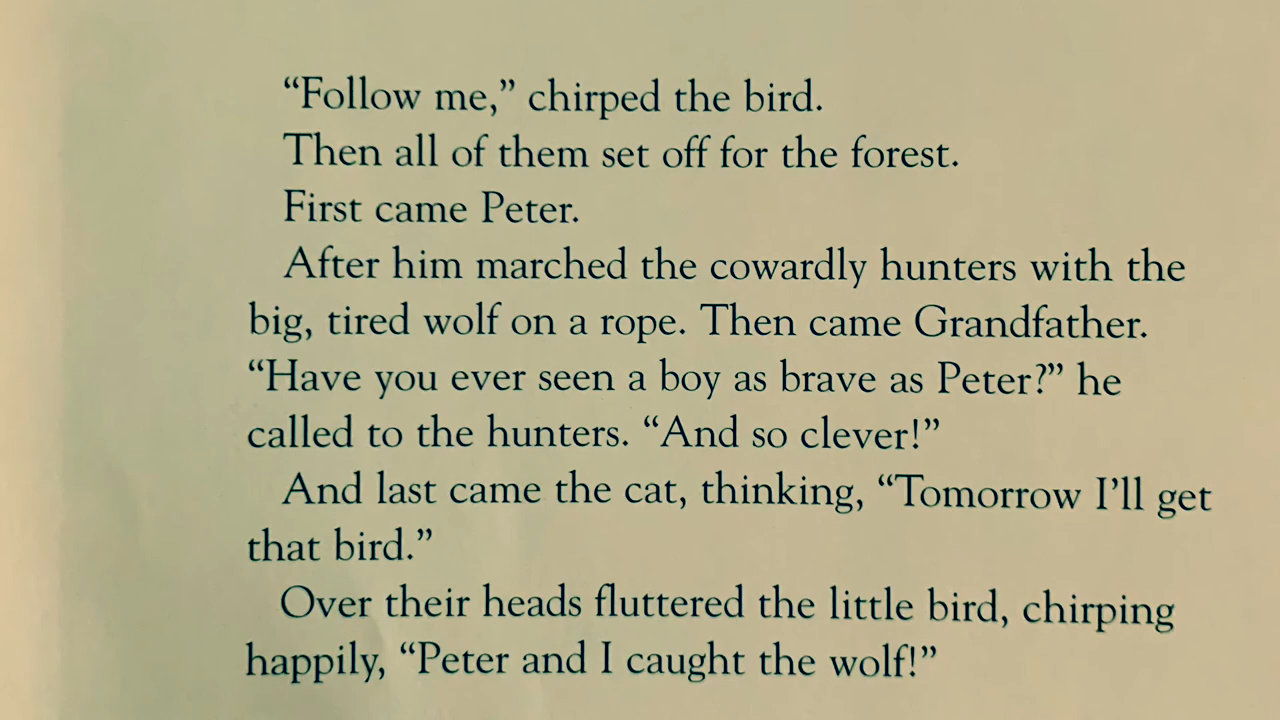 “Follow me,” chirped the bird.
Then all of them set off for the forest.
First came Peter.
After him marched the cowardly hunters with the
big, tired wolf on a rope. Then came Grandfather.
“Have you ever seen a boy as brave as Peter?” he
called to the hunters. “And so clever!”
And last came the cat, thinking, “Tomorrow I’ll get
that bird.”
Over their heads fluttered the little bird, chirping
happily, “Peter and I caught the wolf!”